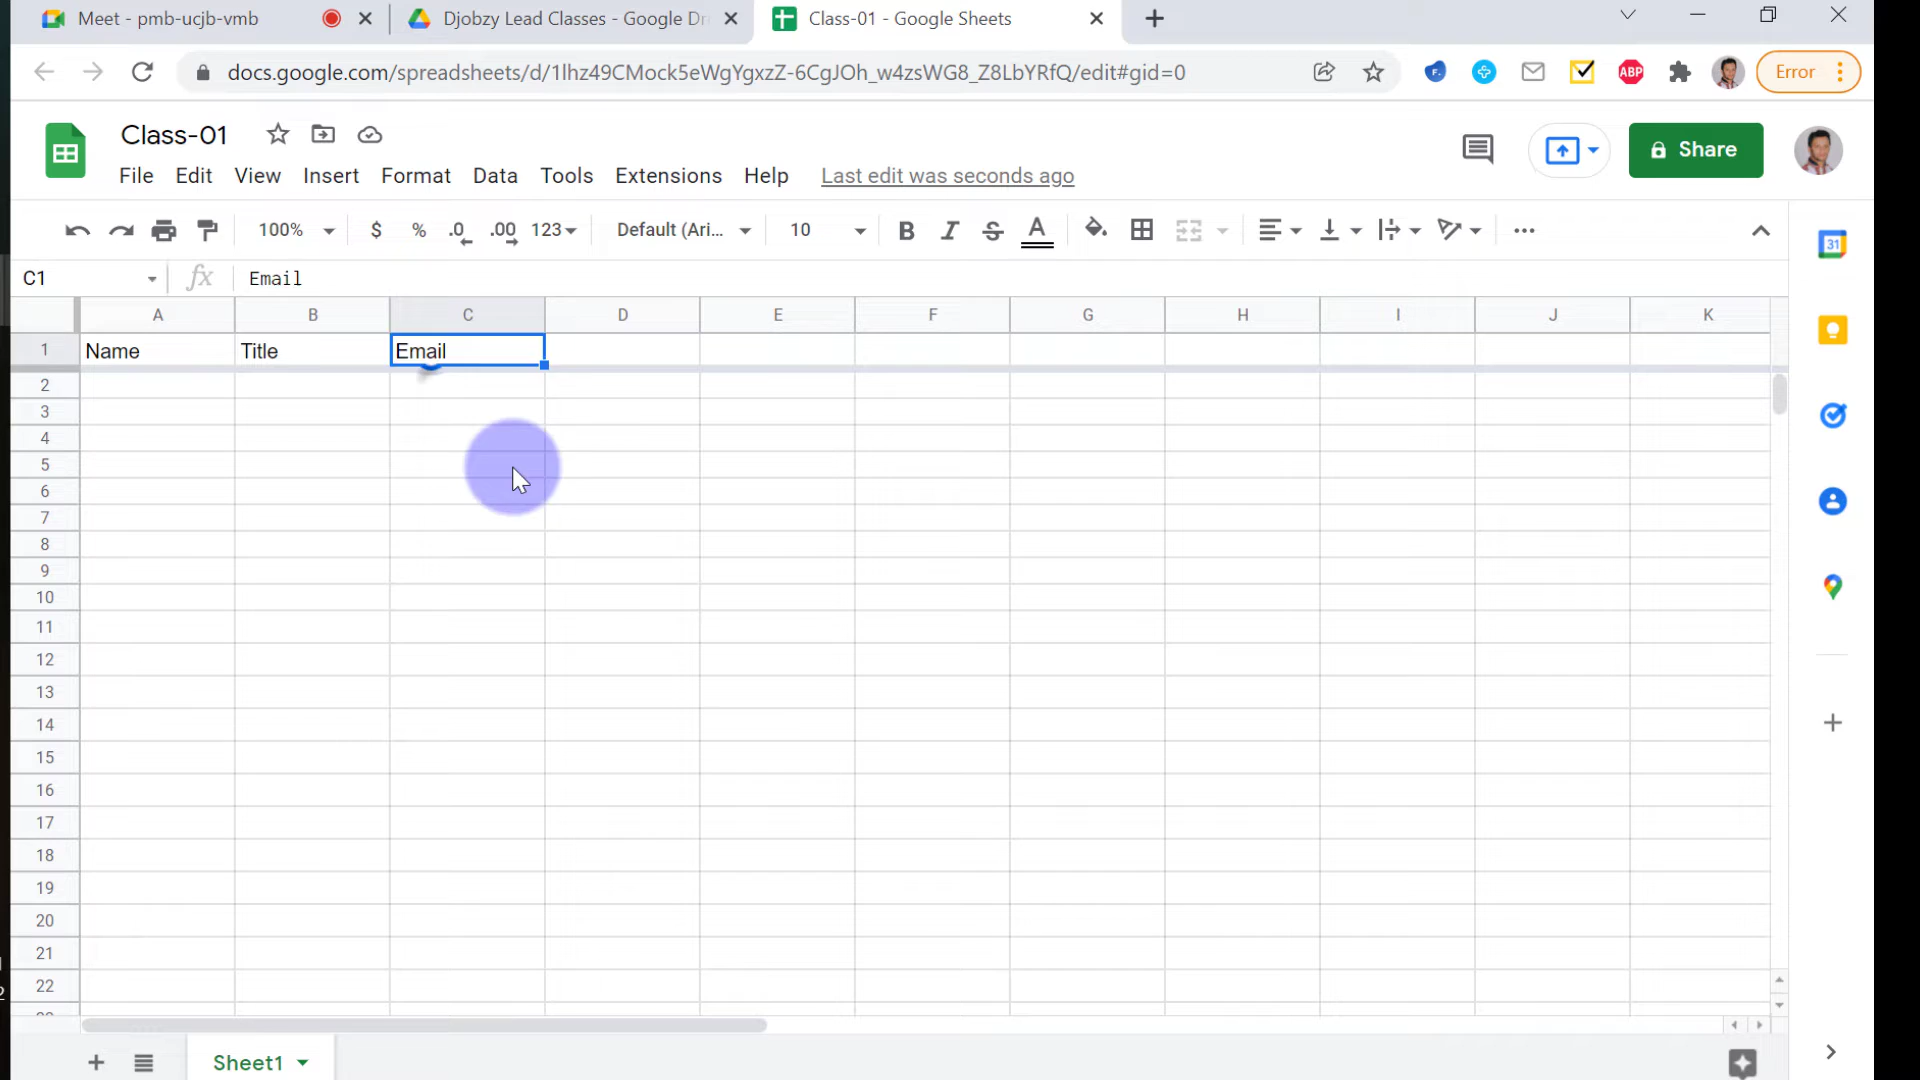 Meet - pmb-ucjb-vmb
Djobzy Lead Classes - Google Dr
Class-01 - Google Sheets
docs.google.com/spreadsheets/d/1lhz49CMock5eWgYgxzZ-6CgJOh_w4zsWG8_Z8LbYRfQ/edit#gid=0
F.
ABP
Error
Class-01
Share
File Edit View Insert Format Data Tools Extensions Help Last edit was seconds ago
100% $ % .0 .00 123 Default (Ari... 10 B I S A
31
C1 fx Email
A B C D E F G H I J K
1 Name Title Email
2
3
4
5
6
7
8
9
10
11
12
13
14
15
16
17
18
19
20
21
22
Sheet1